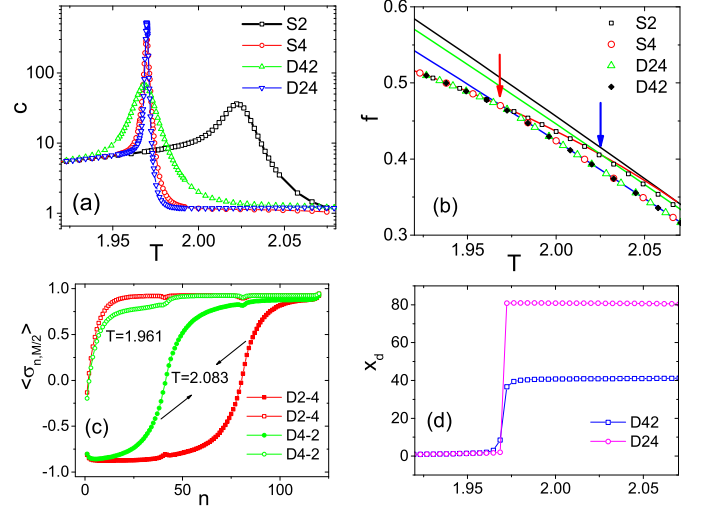 S2
S4
D42
D24
100
10
1
c
1.95
2.00
2.05
T
(a)
S2
S4
D24
D42
0.6
0.5
0.4
0.3
f
1.95
2.00
2.05
T
(b)
1.0
0.5
0.0
-0.5
-1.0
<σn,M/2>
T=1.961
T=2.083
D2-4
D2-4
D4-2
D4-2
0
50
100
n
(c)
80
60
40
20
0
xd
1.95
2.00
2.05
(d)
D42
D24